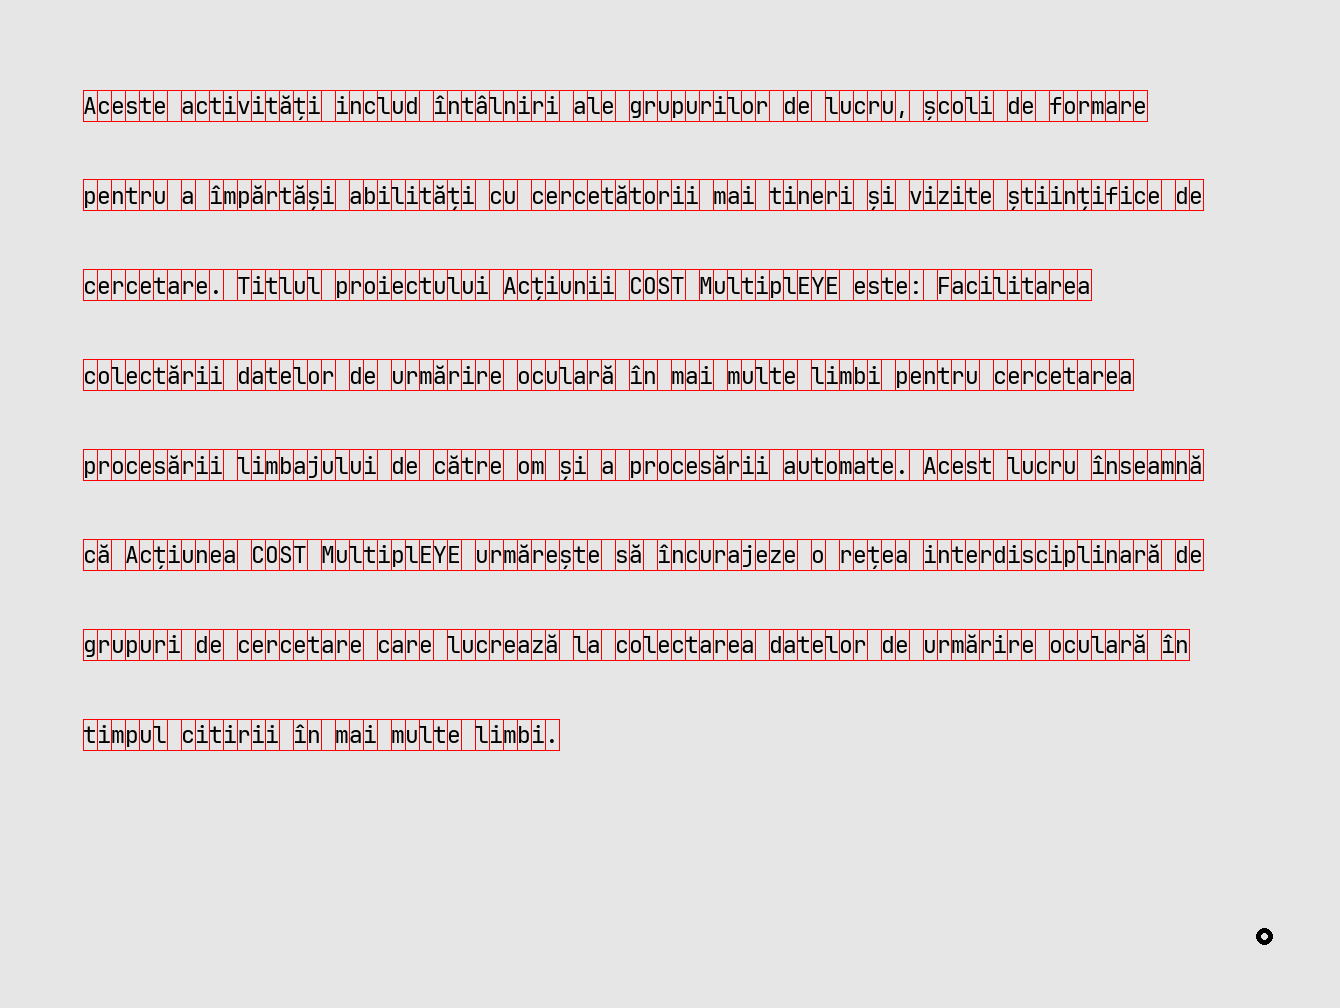 Aceste activități includ întâlniri ale grupurilor de lucru, școli de formare
pentru a împărtăși abilități cu cercetătorii mai tineri și vizite științifice de
cercetare. Titlul proiectului Acțiunii COST MultiplEYE este: Facilitarea
colectării datelor de urmărire oculară în mai multe limbi pentru cercetarea
procesării limbajului de către om și a procesării automate. Acest lucru înseamnă
că Acțiunea COST MultiplEYE urmărește să încurajeze o rețea interdisciplinară de
grupuri de cercetare care lucrează la colectarea datelor de urmărire oculară în
timpul citirii în mai multe limbi.